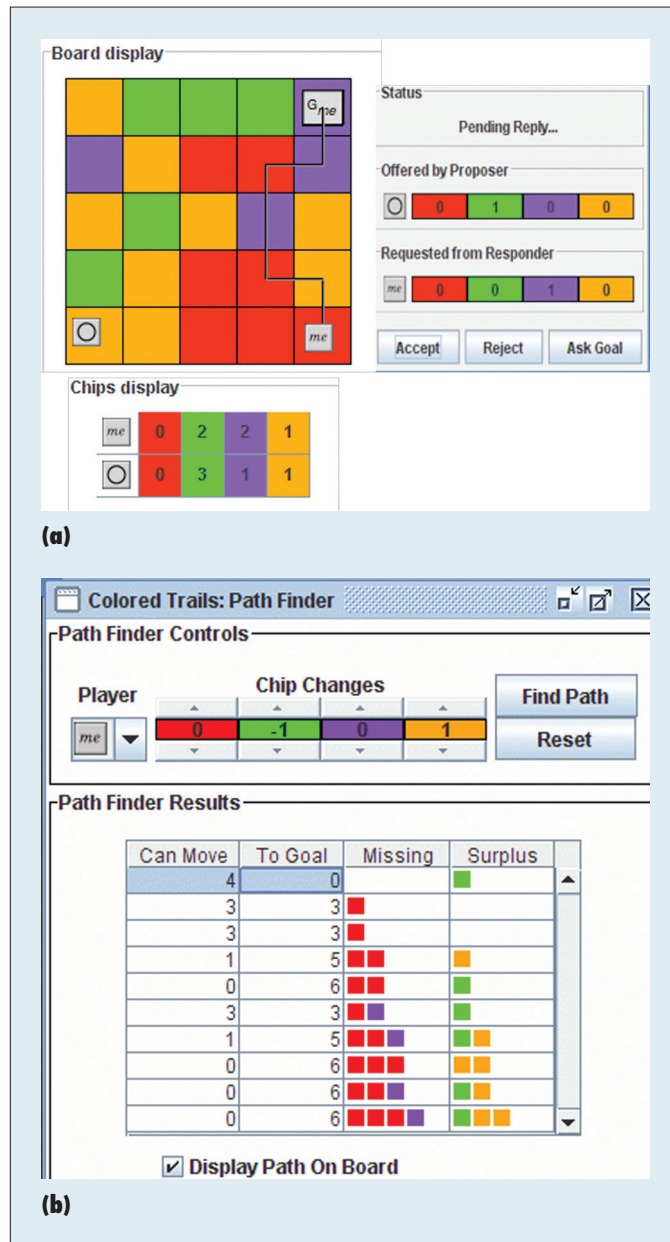 Board display
G me
me
Status
Pending Reply...
Offered by Proposer
0 1 0 0
Requested from Responder
me 0 0 1 0
Accept Reject Ask Goal
Chips display
me 0 2 2 1
0 3 1 1
(a)
Colored Trails: Path Finder
Path Finder Controls
Player Chip Changes Find Path
me 0 -1 0 1 Reset
Path Finder Results
Can Move To Goal Missing Surplus
4 0
3 3
3 3
1 5
0 6
3 3
1 5
0 6
0 6
0 6
Display Path On Board
(b)